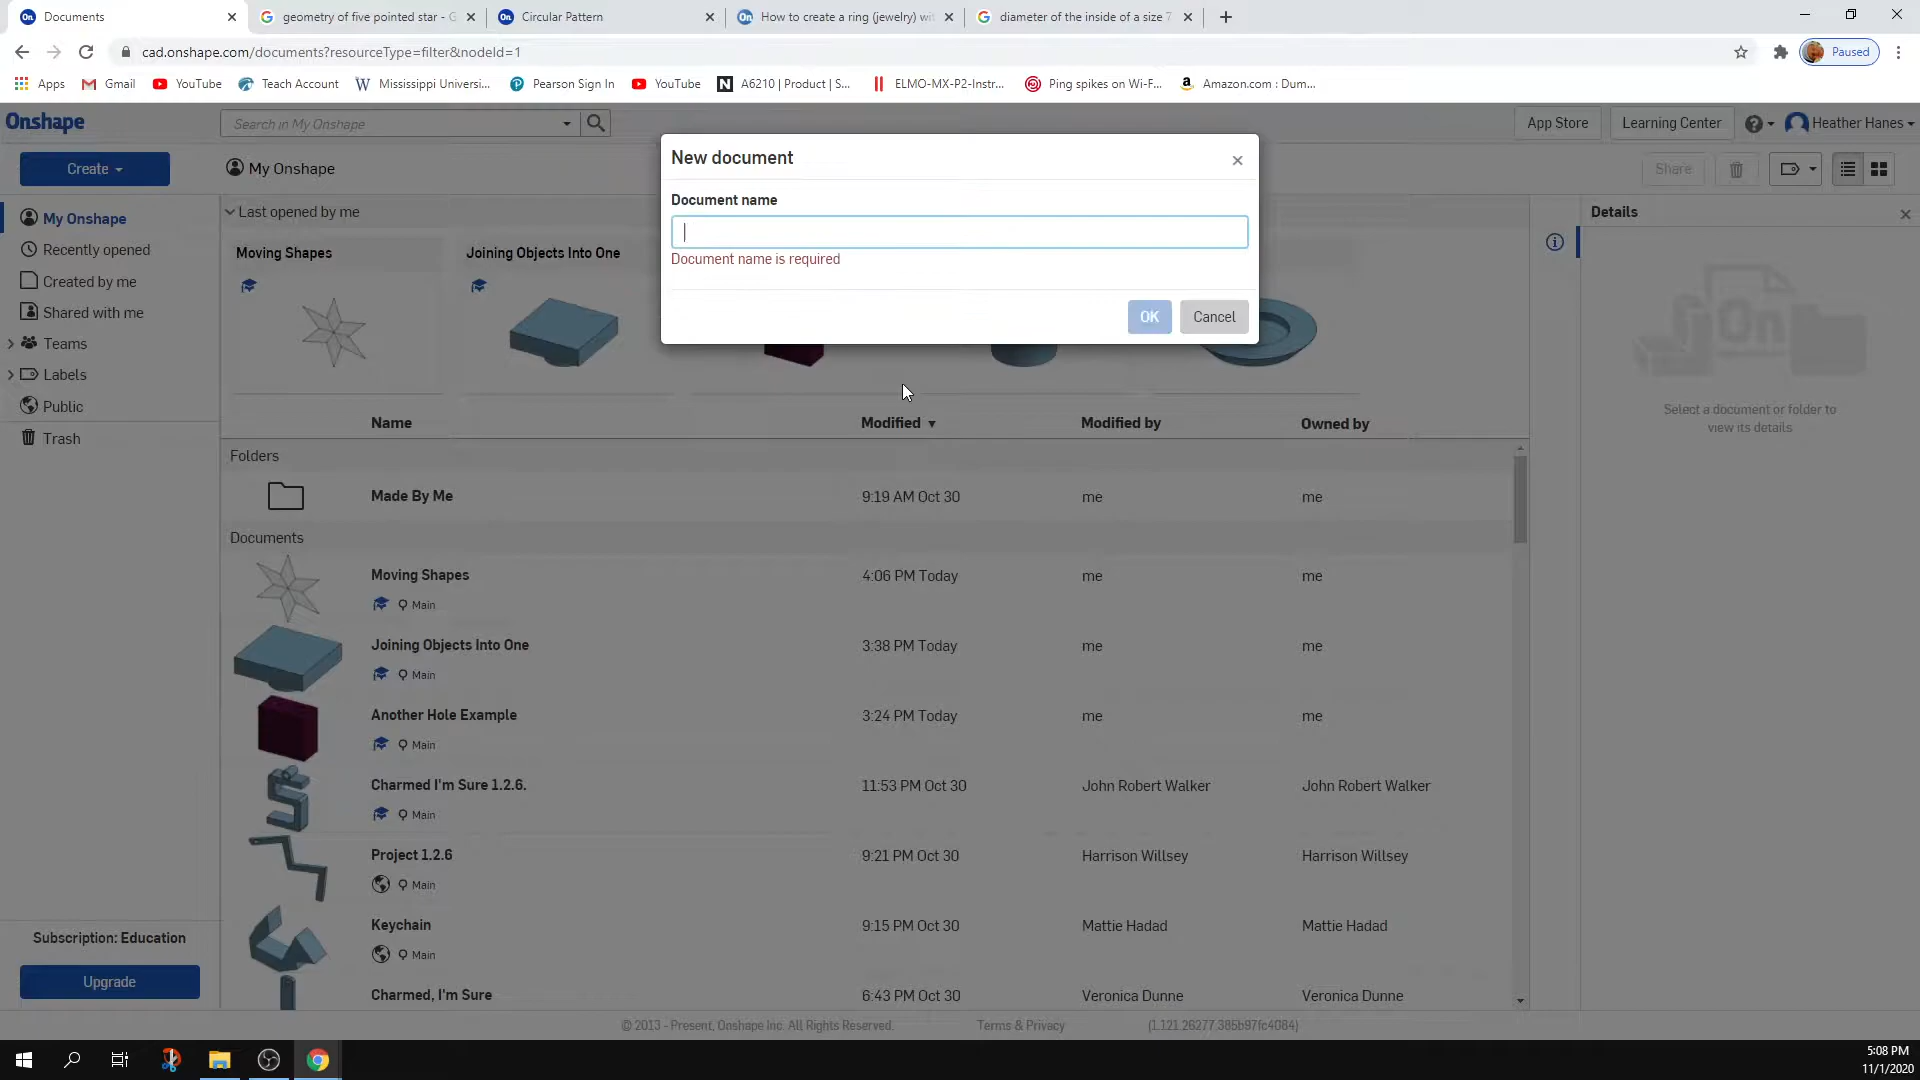 Documents
geometry of five pointed star - G
Circular Pattern
How to create a ring (jewelry) wit
diameter of the inside of a size 7
cad.onshape.com/documents?resourceType=filter&nodeId=1
Paused
Apps
Gmail
YouTube
Teach Account
Mississippi Universi...
Pearson Sign In
YouTube
A6210 | Product | S...
ELMO-MX-P2-Instr...
Ping spikes on Wi-F...
Amazon.com : Dum...
Onshape
Search in My Onshape
App Store
Learning Center
Heather Hanes
Create
My Onshape
Share
New document
Document name
Document name is required
OK
Cancel
My Onshape
Recently opened
Created by me
Shared with me
Teams
Labels
Public
Trash
Subscription: Education
Upgrade
Last opened by me
Moving Shapes
Joining Objects Into One
Details
Select a document or folder to
view its details
Name Modified Modified by Owned by
Folders
Made By Me 9:19 AM Oct 30 me me
Documents
Moving Shapes 4:06 PM Today me me
Main
Joining Objects Into One 3:38 PM Today me me
Main
Another Hole Example 3:24 PM Today me me
Main
Charmed I'm Sure 1.2.6. 11:53 PM Oct 30 John Robert Walker John Robert Walker
Main
Project 1.2.6 9:21 PM Oct 30 Harrison Willsey Harrison Willsey
Main
Keychain 9:15 PM Oct 30 Mattie Hadad Mattie Hadad
Main
Charmed, I'm Sure 6:43 PM Oct 30 Veronica Dunne Veronica Dunne
© 2013 - Present, Onshape Inc. All Rights Reserved. Terms & Privacy (1.121.26277.385b97fc4084)
5:08 PM
11/1/2020